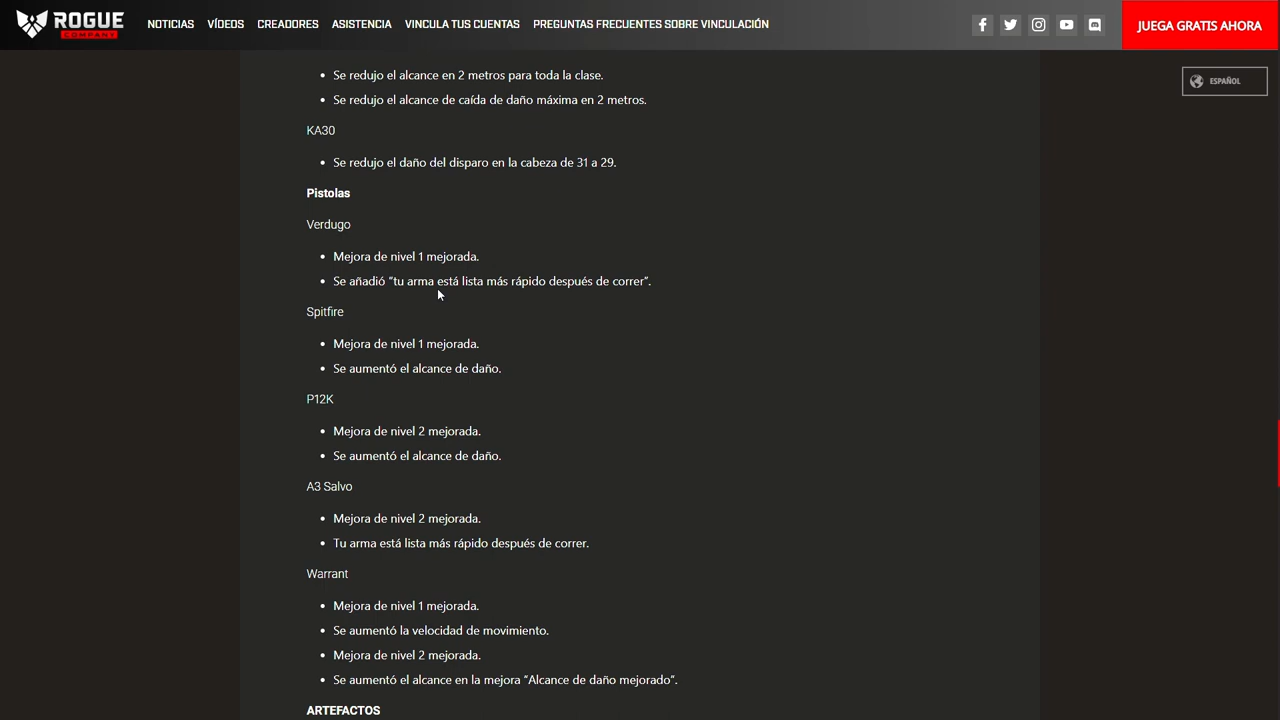 ROGUE
COMPANY
NOTICIAS
VÍDEOS
CREADORES
ASISTENCIA
VINCULA TUS CUENTAS
PREGUNTAS FRECUENTES SOBRE VINCULACIÓN
JUEGA GRATIS AHORA
ESPAÑOL
Se redujo el alcance en 2 metros para toda la clase.
Se redujo el alcance de caída de daño máxima en 2 metros.
KA30
Se redujo el daño del disparo en la cabeza de 31 a 29.
Pistolas
Verdugo
Mejora de nivel 1 mejorada.
Se añadió “tu arma está lista más rápido después de correr”.
Spitfire
Mejora de nivel 1 mejorada.
Se aumentó el alcance de daño.
P12K
Mejora de nivel 2 mejorada.
Se aumentó el alcance de daño.
A3 Salvo
Mejora de nivel 2 mejorada.
Tu arma está lista más rápido después de correr.
Warrant
Mejora de nivel 1 mejorada.
Se aumentó la velocidad de movimiento.
Mejora de nivel 2 mejorada.
Se aumentó el alcance en la mejora “Alcance de daño mejorado”.
ARTEFACTOS